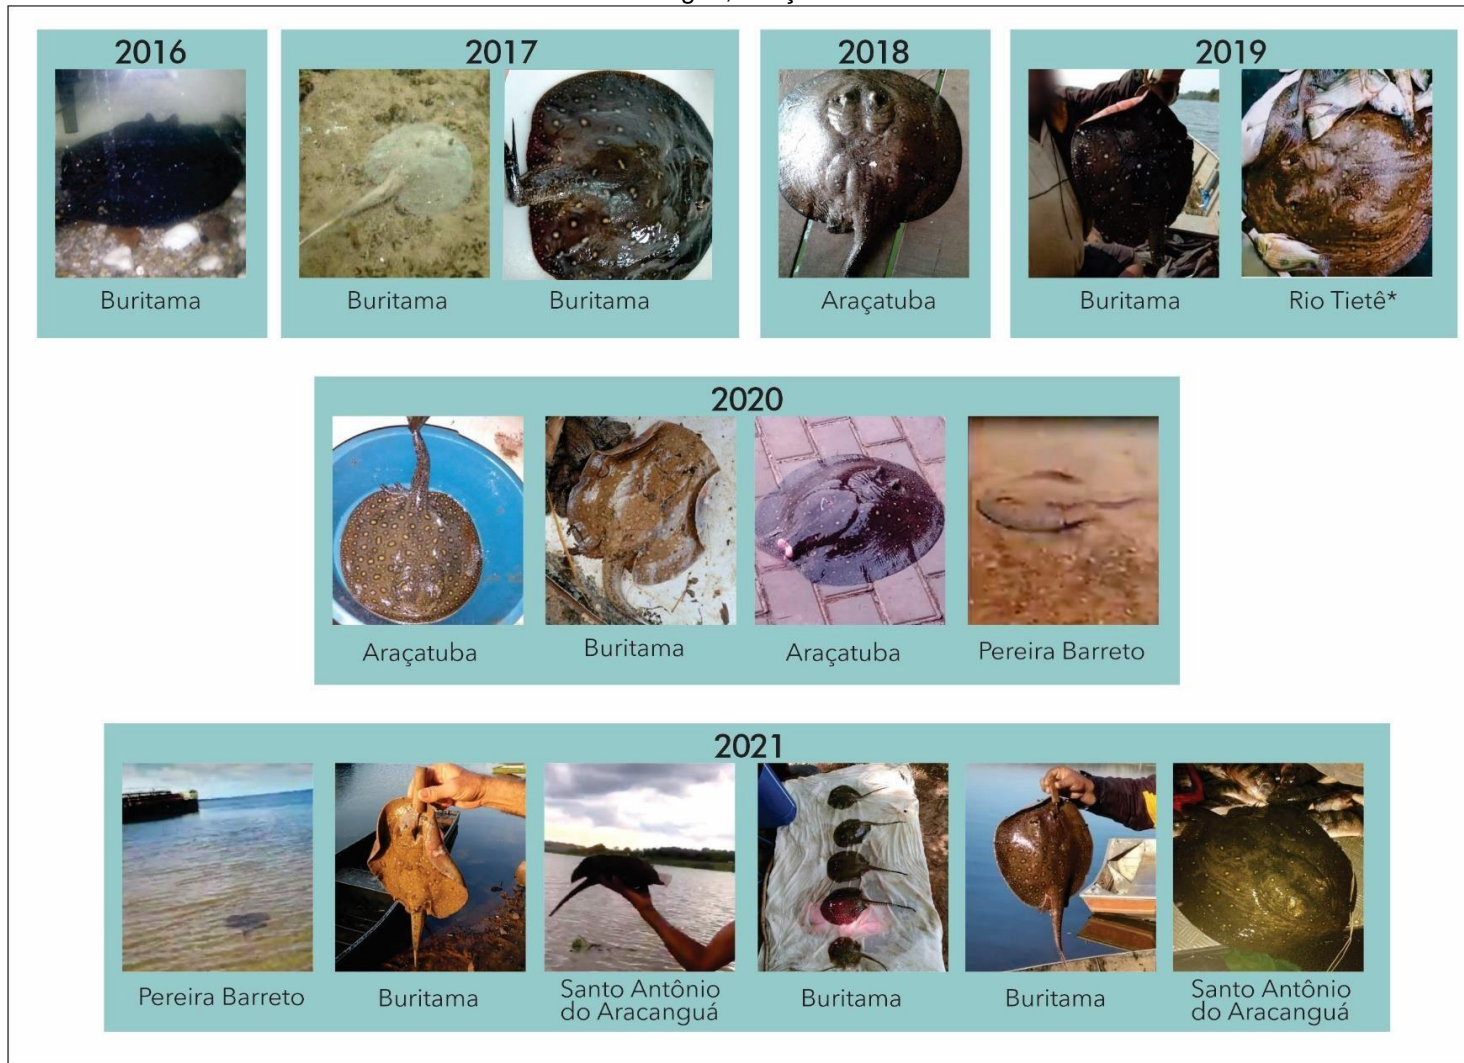 2016
2017
2018
2019
Buritama
Buritama
Buritama
Araçatuba
Buritama
Rio Tietê*
2020
Araçatuba
Buritama
Araçatuba
Pereira Barreto
2021
Pereira Barreto
Buritama
Santo Antônio
do Aracanguá
Buritama
Buritama
Santo Antônio
do Aracanguá